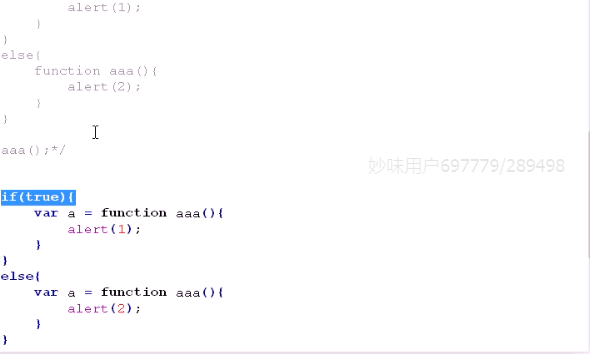 alert(1);
}
}
else{
function aaa(){
alert(2);
}
}
aaa();*/
妙味用户697779/289498
if(true){
var a = function aaa(){
alert(1);
}
}
else{
var a = function aaa(){
alert(2);
}
}